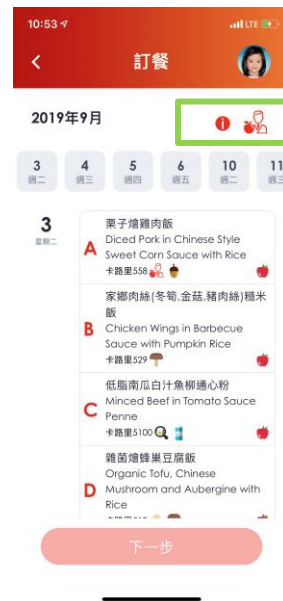 10:53
LTE
訂餐
2019年9月
3 4 5 6 10 11
週二 週三 週四 週五 週二 週三
3
星期二
A
栗子燴雞肉飯
Diced Pork in Chinese Style
Sweet Corn Sauce with Rice
卡路里558
B
家鄉肉絲(冬筍.金菇.豬肉絲)糙米
飯
Chicken Wings in Barbecue
Sauce with Pumpkin Rice
卡路里529
C
低脂南瓜白汁魚柳通心粉
Minced Beef in Tomato Sauce
Penne
卡路里5100
D
雜菌燴蜂巢豆腐飯
Organic Tofu, Chinese
Mushroom and Aubergine with
Rice
下一步